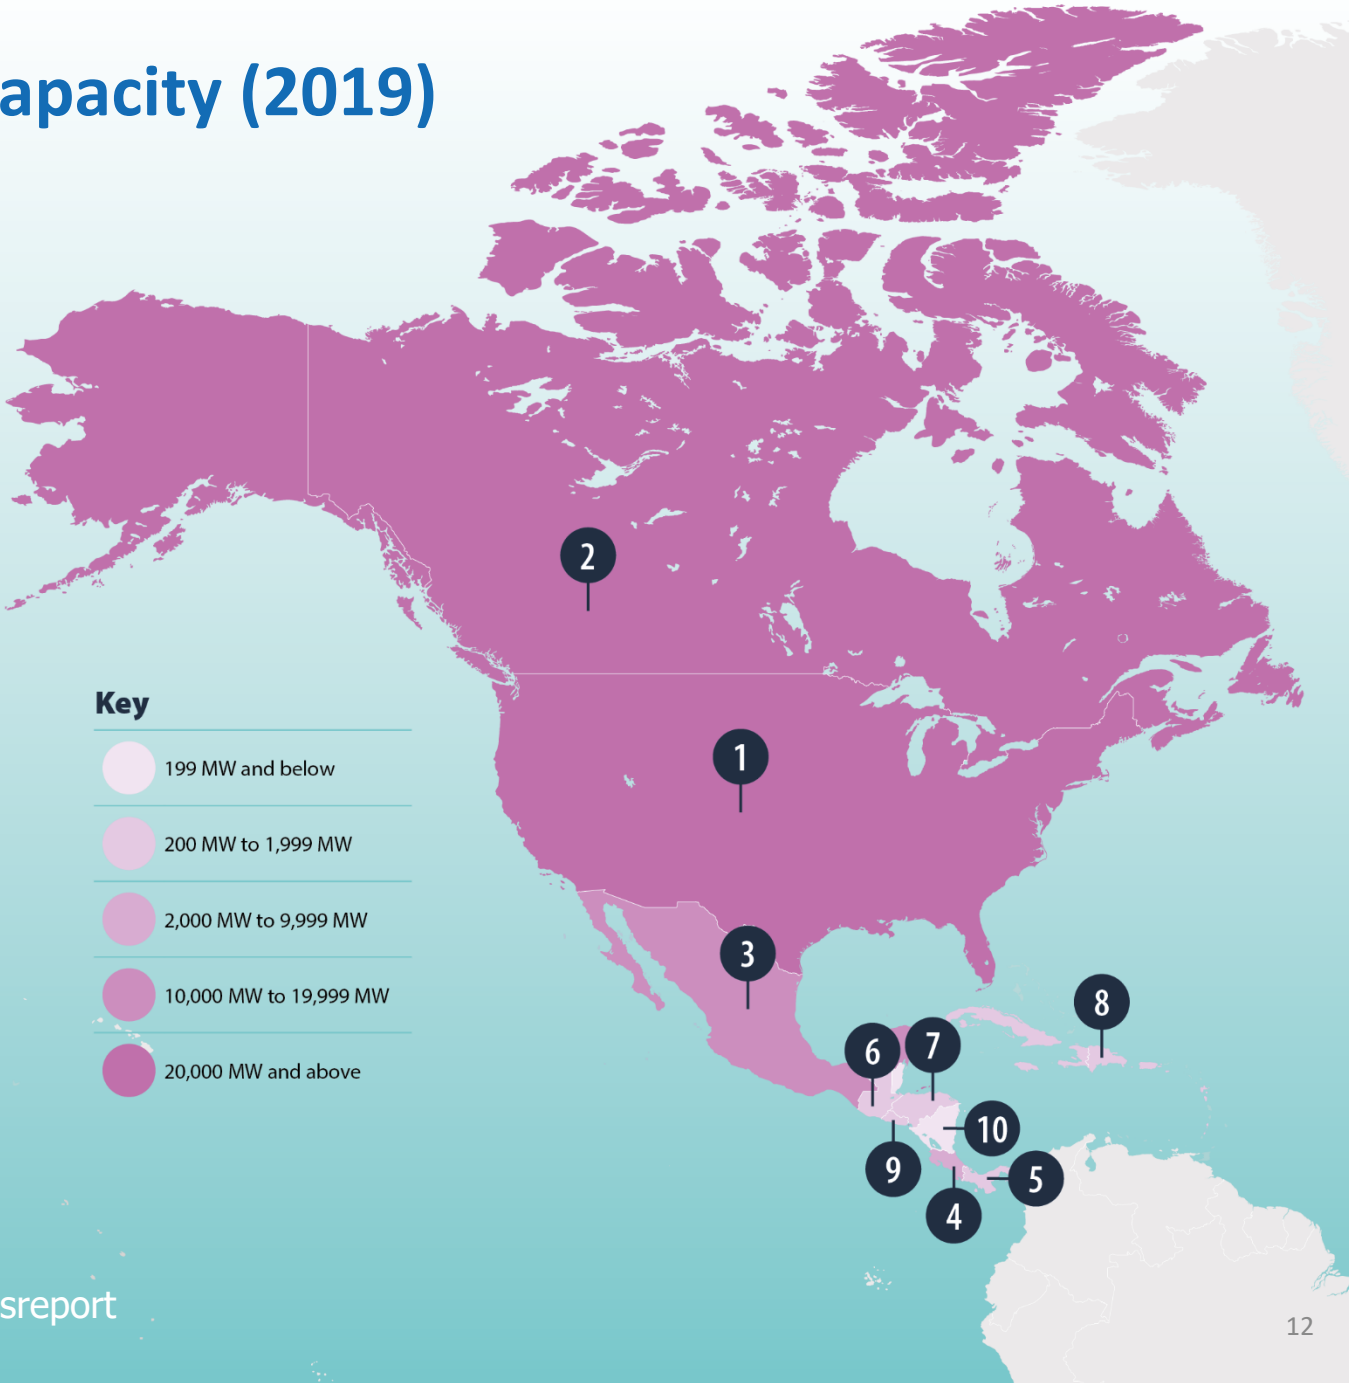 apacity (2019)
2
Key
199 MW and below
1
200 MW to 1,999 MW
2,000 MW to 9,999 MW
3
10,000 MW to 19,999 MW
8
6
7
20,000 MW and above
10
9
5
4
sreport
12